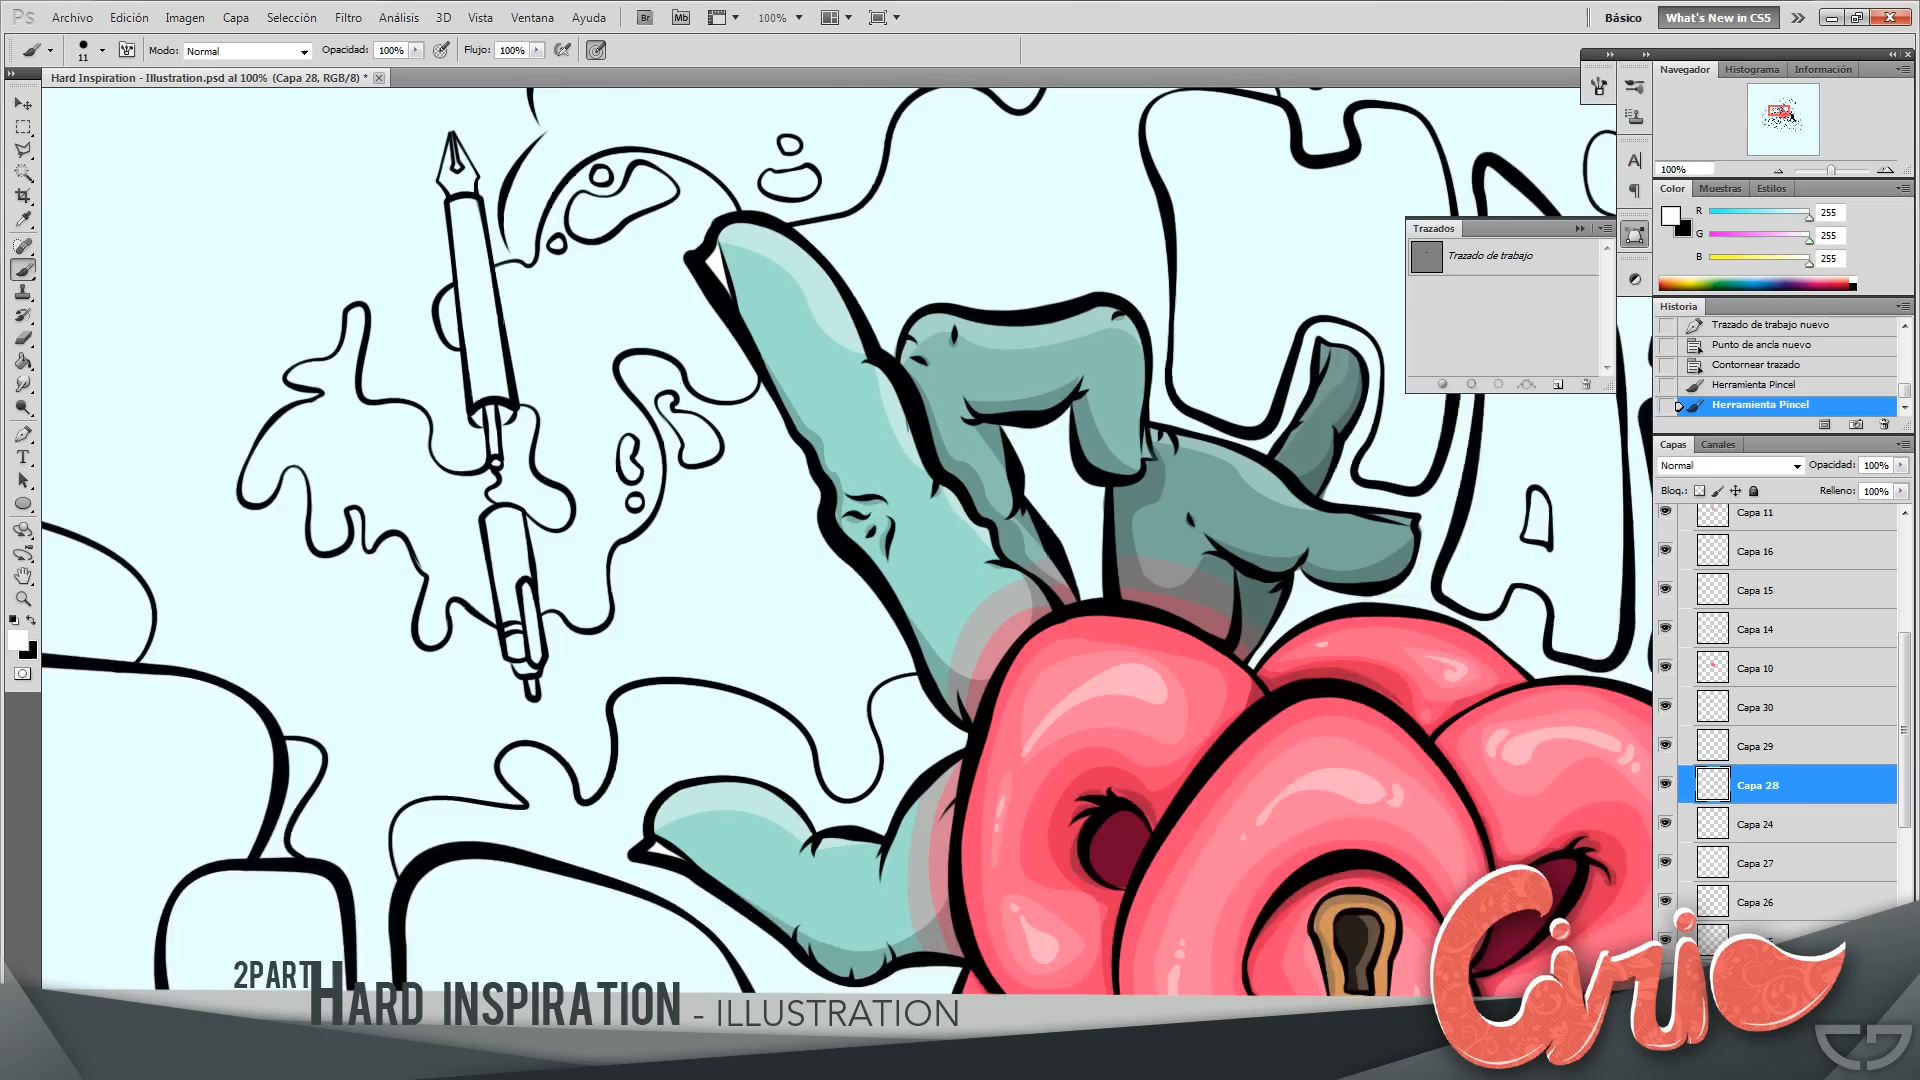 Ps Archivo Edición Imagen Capa Selección Filtro Análisis 3D Vista Ventana Ayuda Br Mb 100% Básico What's New in CS5
11 Modo: Normal Opacidad: 100% Flujo: 100%
Hard Inspiration - Illustration.psd al 100% (Capa 28, RGB/8) *
Navegador Histograma Información
100%
Color Muestras Estilos
R 255
G 255
B 255
Trazados
Trazado de trabajo
Historia
Trazado de trabajo nuevo
Punto de ancla nuevo
Contornear trazado
Herramienta Pincel
Herramienta Pincel
Capas Canales
Normal Opacidad: 100%
Bloq.: Relleno: 100%
Capa 11
Capa 16
Capa 15
Capa 14
Capa 10
Capa 30
Capa 29
Capa 28
Capa 24
Capa 27
Capa 26
2PART
HARD INSPIRATION - ILLUSTRATION